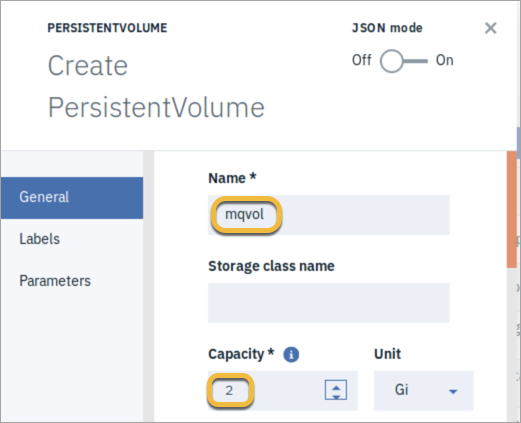 PERSISTENTVOLUME
JSON mode
Create
PersistentVolume
Off On
General
Labels
Parameters
Name *
mqvol
Storage class name
Capacity * i
Unit
2
Gi